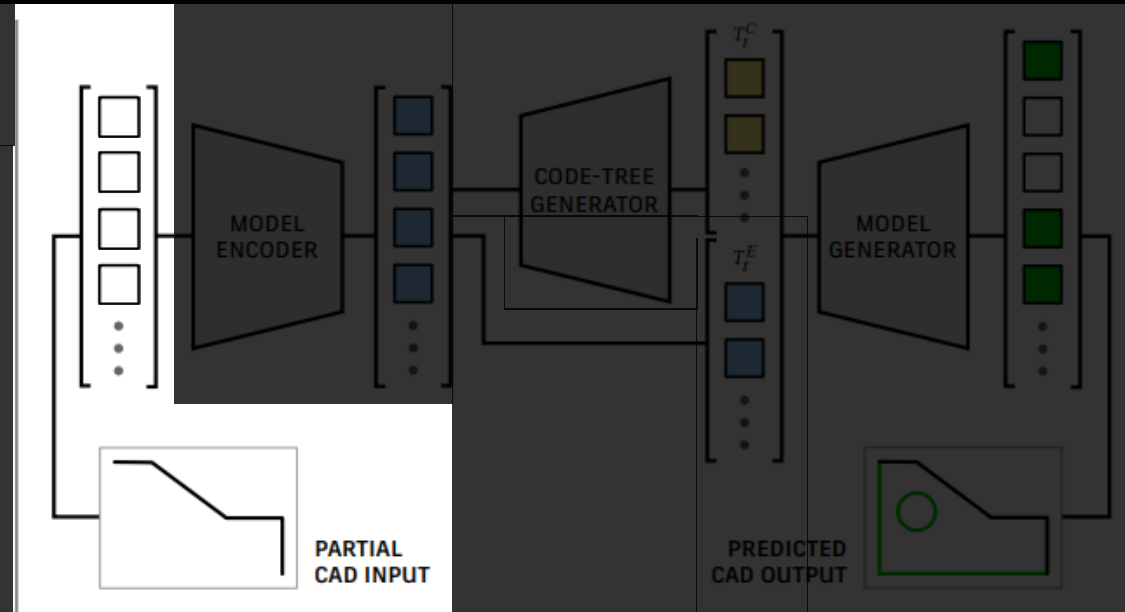 T_t^C
CODE-TREE
GENERATOR
MODEL
ENCODER
MODEL
GENERATOR
T_t^E
PARTIAL
CAD INPUT
PREDICTED
CAD OUTPUT